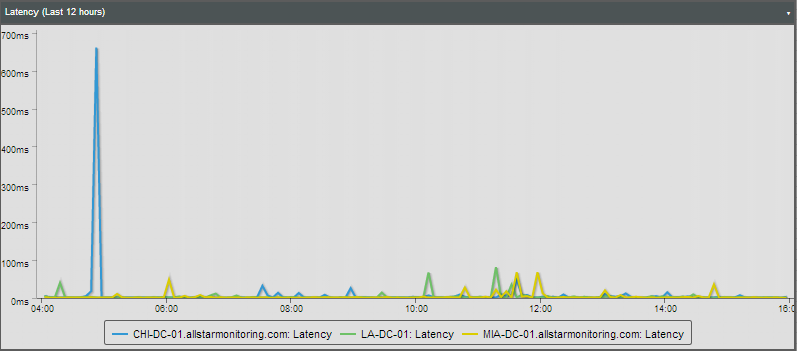 Latency (Last 12 hours)
700ms
600ms
500ms
400ms
300ms
200ms
100ms
0ms
04:00 06:00 08:00 10:00 12:00 14:00 16:0
CHI-DC-01.allstarmonitoring.com: Latency LA-DC-01: Latency MIA-DC-01.allstarmonitoring.com: Latency